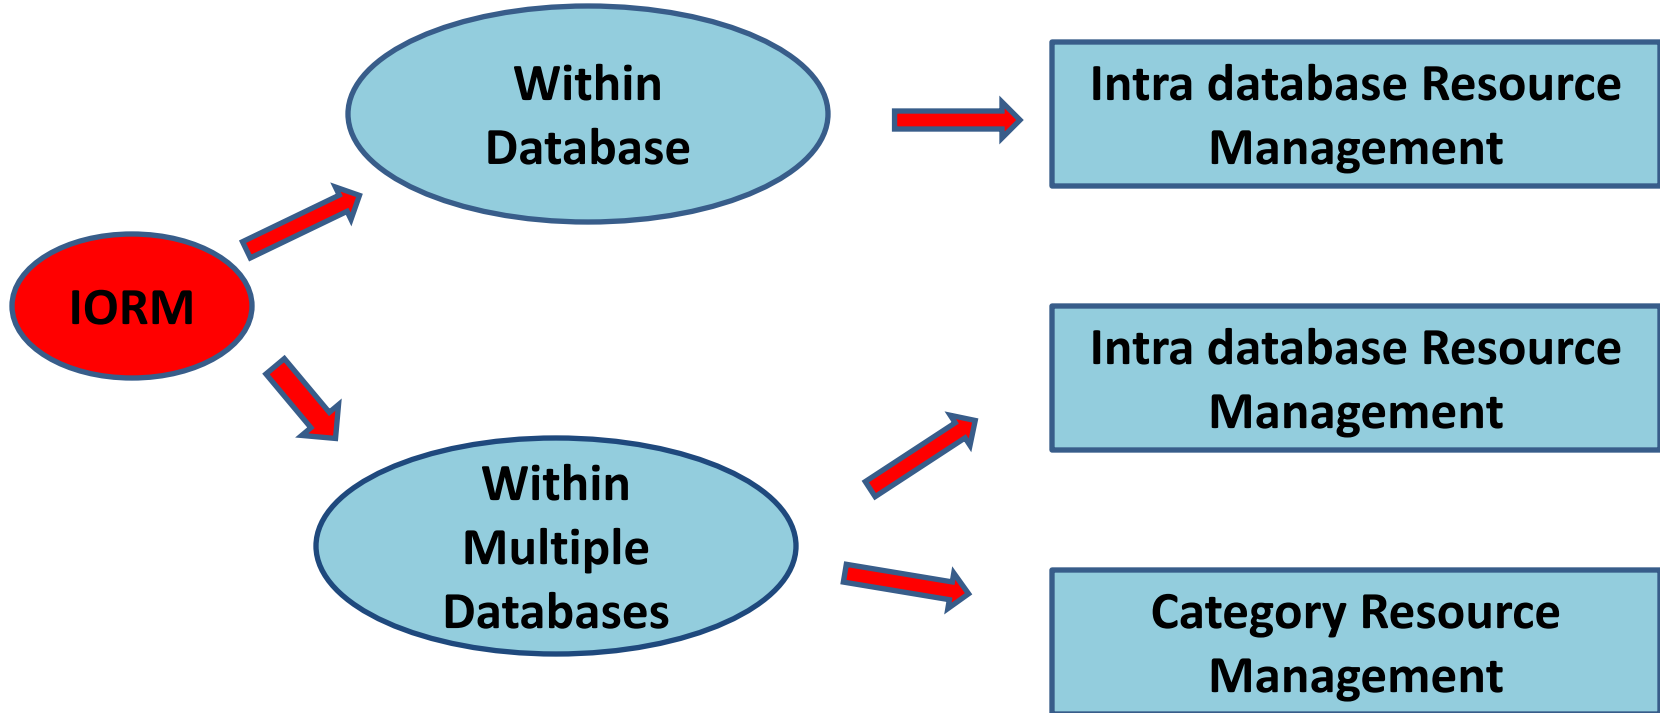 Within
Database
Intra database Resource
Management
IORM
Intra database Resource
Management
Within
Multiple
Databases
Category Resource
Management